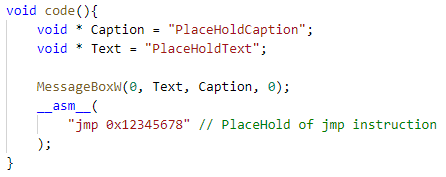 void code(){
    void * Caption = "PlaceHoldCaption";
    void * Text = "PlaceHoldText";

    MessageBoxW(0, Text, Caption, 0);
    __asm__(
        "jmp 0x12345678" // PlaceHold of jmp instruction
    );
}